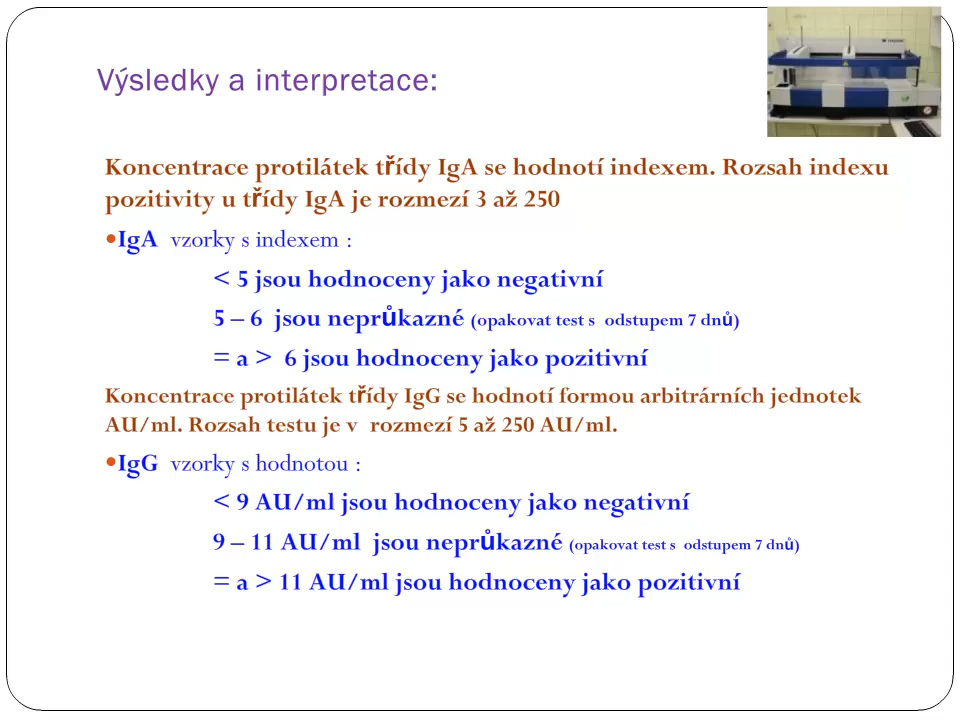 Výsledky a interpretace:
Koncentrace protilátek třídy IgA se hodnotí indexem. Rozsah indexu
pozitivity u třídy IgA je rozmezí 3 až 250
•IgA vzorky s indexem :
< 5 jsou hodnoceny jako negativní
5 – 6 jsou neprůkazné (opakovat test s odstupem 7 dnů)
= a > 6 jsou hodnoceny jako pozitivní
Koncentrace protilátek třídy IgG se hodnotí formou arbitrárních jednotek
AU/ml. Rozsah testu je v rozmezí 5 až 250 AU/ml.
•IgG vzorky s hodnotou :
< 9 AU/ml jsou hodnoceny jako negativní
9 – 11 AU/ml jsou neprůkazné (opakovat test s odstupem 7 dnů)
= a > 11 AU/ml jsou hodnoceny jako pozitivní